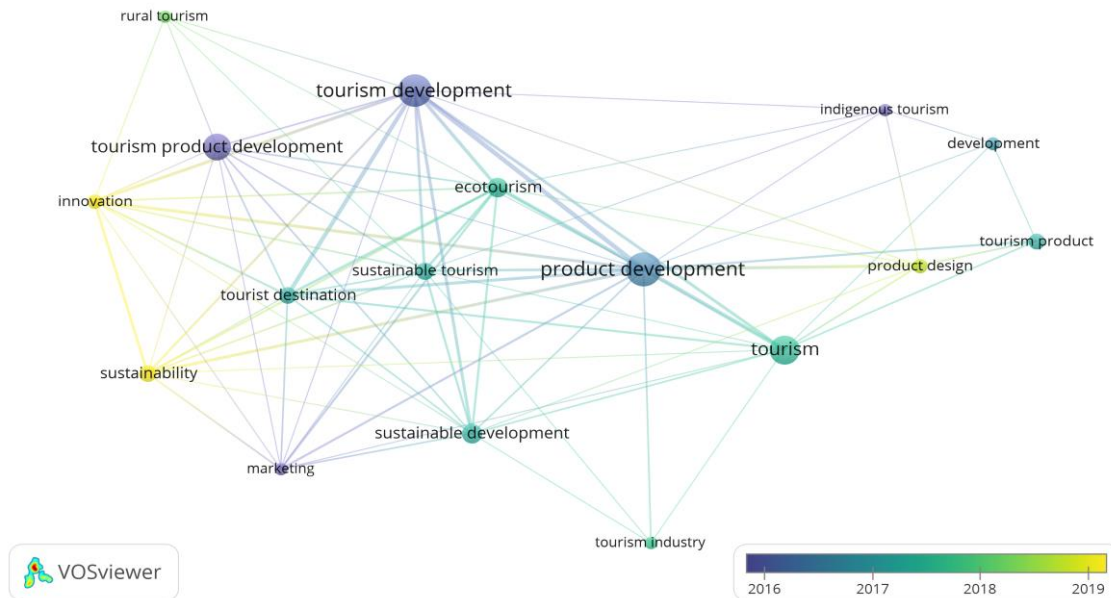 rural tourism
tourism development
indigenous tourism
development
tourism product development
ecotourism
innovation
tourism product
product design
sustainable tourism
product development
tourist destination
tourism
sustainability
sustainable development
marketing
tourism industry
VOSviewer
2016 2017 2018 2019